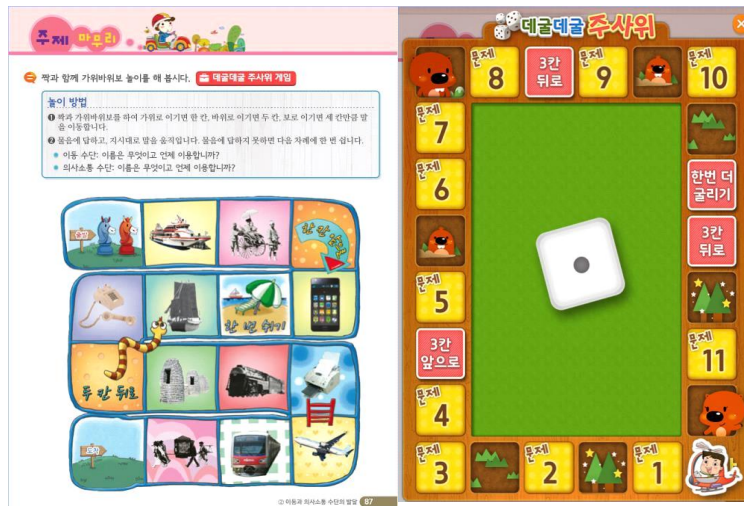 주제 마무리
짝과 함께 가위바위보 놀이를 해 봅시다. 데굴데굴 주사위 게임
놀이 방법
❶ 짝과 가위바위보를 하여 가위로 이기면 한 칸, 바위로 이기면 두 칸, 보로 이기면 세 칸만큼 말
을 이동합니다.
❷ 물음에 답하고, 지시대로 말을 움직입니다. 물음에 답하지 못하면 다음 차례에 한 번 쉽니다.
이동 수단: 이름은 무엇이고 언제 이용합니까?
의사소통 수단: 이름은 무엇이고 언제 이용합니까?
출발
한 칸 앞으로
한 번 쉬기
두 칸 뒤로
도착
② 이동과 의사소통 수단의 발달 87
데굴데굴 주사위
문제 8
3칸
뒤로
문제 9
문제 10
문제 7
문제 6
한번 더
굴리기
3칸
뒤로
문제 5
3칸
앞으로
문제 11
문제 4
문제 3
문제 2
문제 1